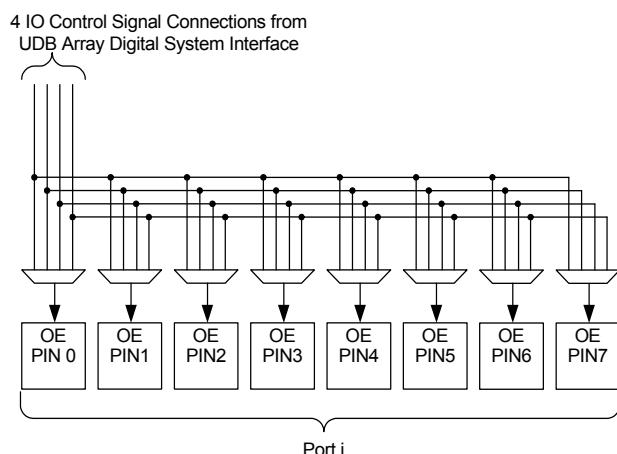 4 IO Control Signal Connections from
UDB Array Digital System Interface
OE OE OE OE OE OE OE OE
PIN 0 PIN1 PIN2 PIN3 PIN4 PIN5 PIN6 PIN7
Port i